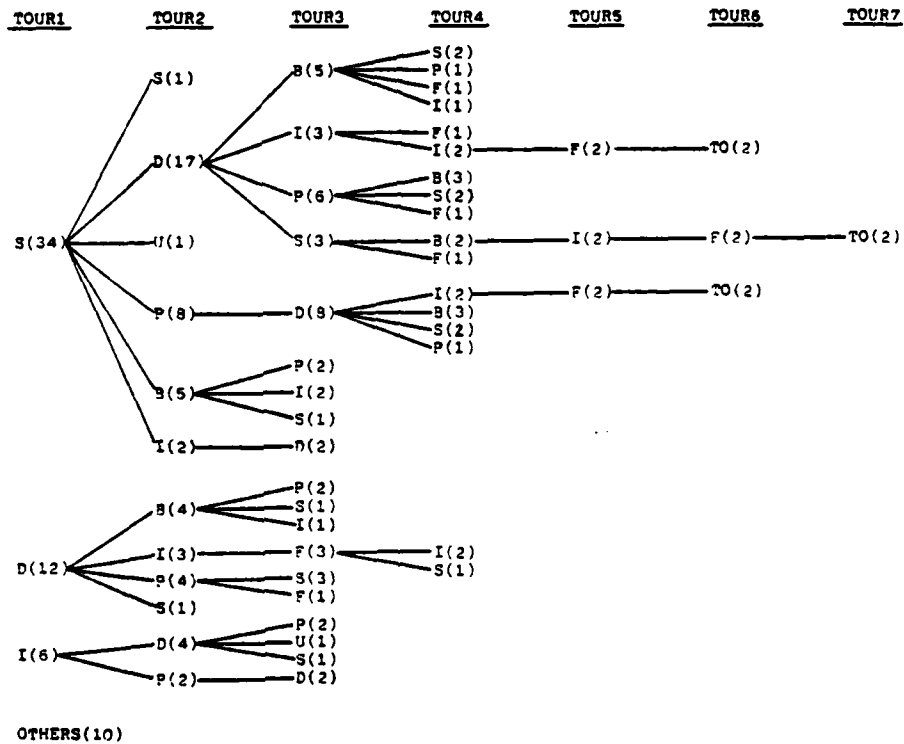 TOUR1 TOUR2 TOUR3 TOUR4 TOUR5 TOUR6 TOUR7
S(2)
B(5) P(1)
S(1)
F(1)
I(1)
I(3) F(1)
I(2) F(2) TO(2)
D(17)
B(3)
P(6) S(2)
F(1)
S(34) U(1) S(3) B(2) I(2) F(2) TO(2)
F(1)
I(2) F(2) TO(2)
P(8) D(8) B(3)
S(2)
P(1)
P(2)
B(5) I(2)
S(1)
I(2) D(2)
P(2)
B(4) S(1)
I(1)
I(3) F(3) I(2)
D(12) S(1)
P(4) S(3)
F(1)
S(1)
P(2)
D(4) U(1)
I(6) S(1)
P(2) D(2)
OTHERS(10)